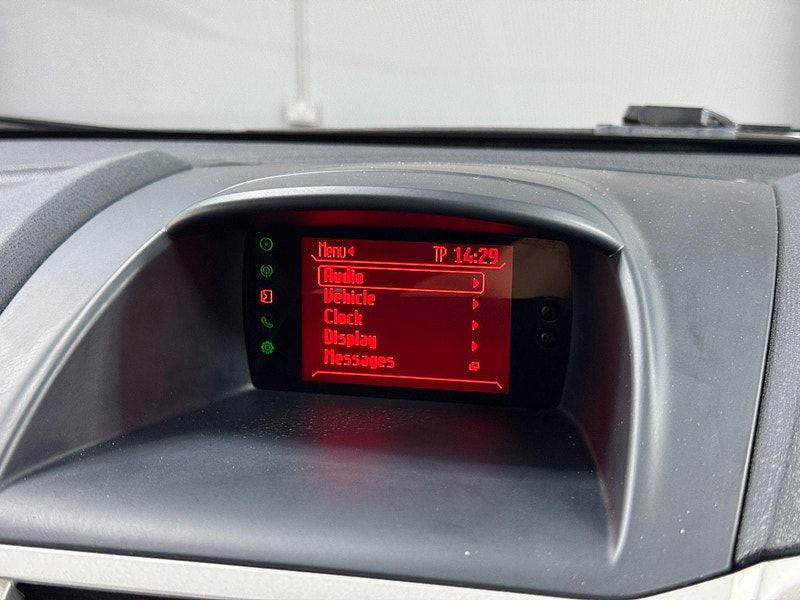 Menu TP 14:29
Audio
Vehicle
Clock
Display
Messages